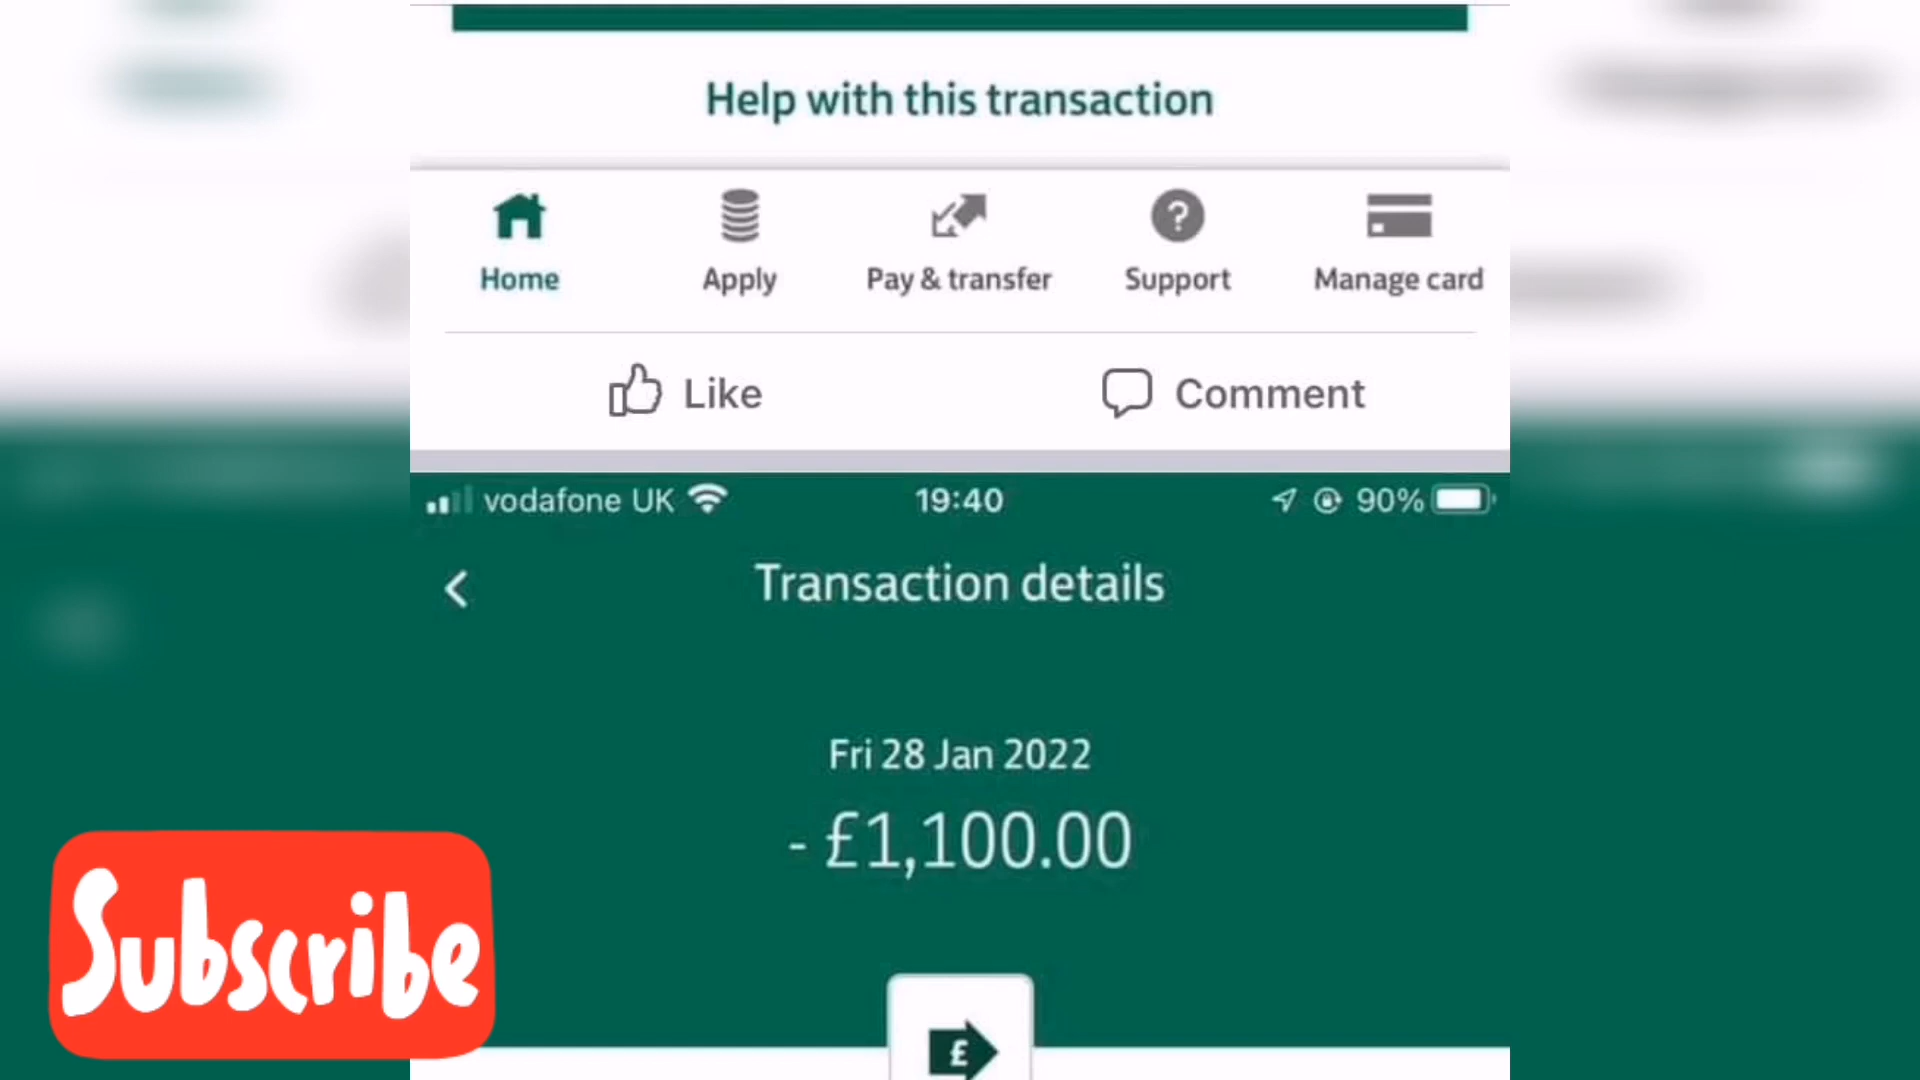 Help with this transaction
Home Apply Pay & transfer Support Manage card
Like Comment
vodafone UK 19:40 90%
Transaction details
Fri 28 Jan 2022
- £1,100.00
Subscribe
£